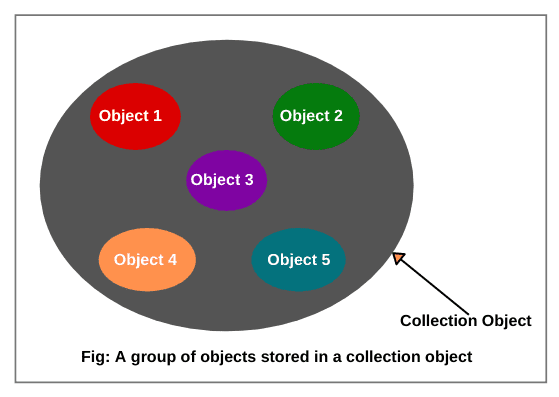 Object 1
Object 2
Object 3
Object 4
Object 5
Collection Object
Fig: A group of objects stored in a collection object